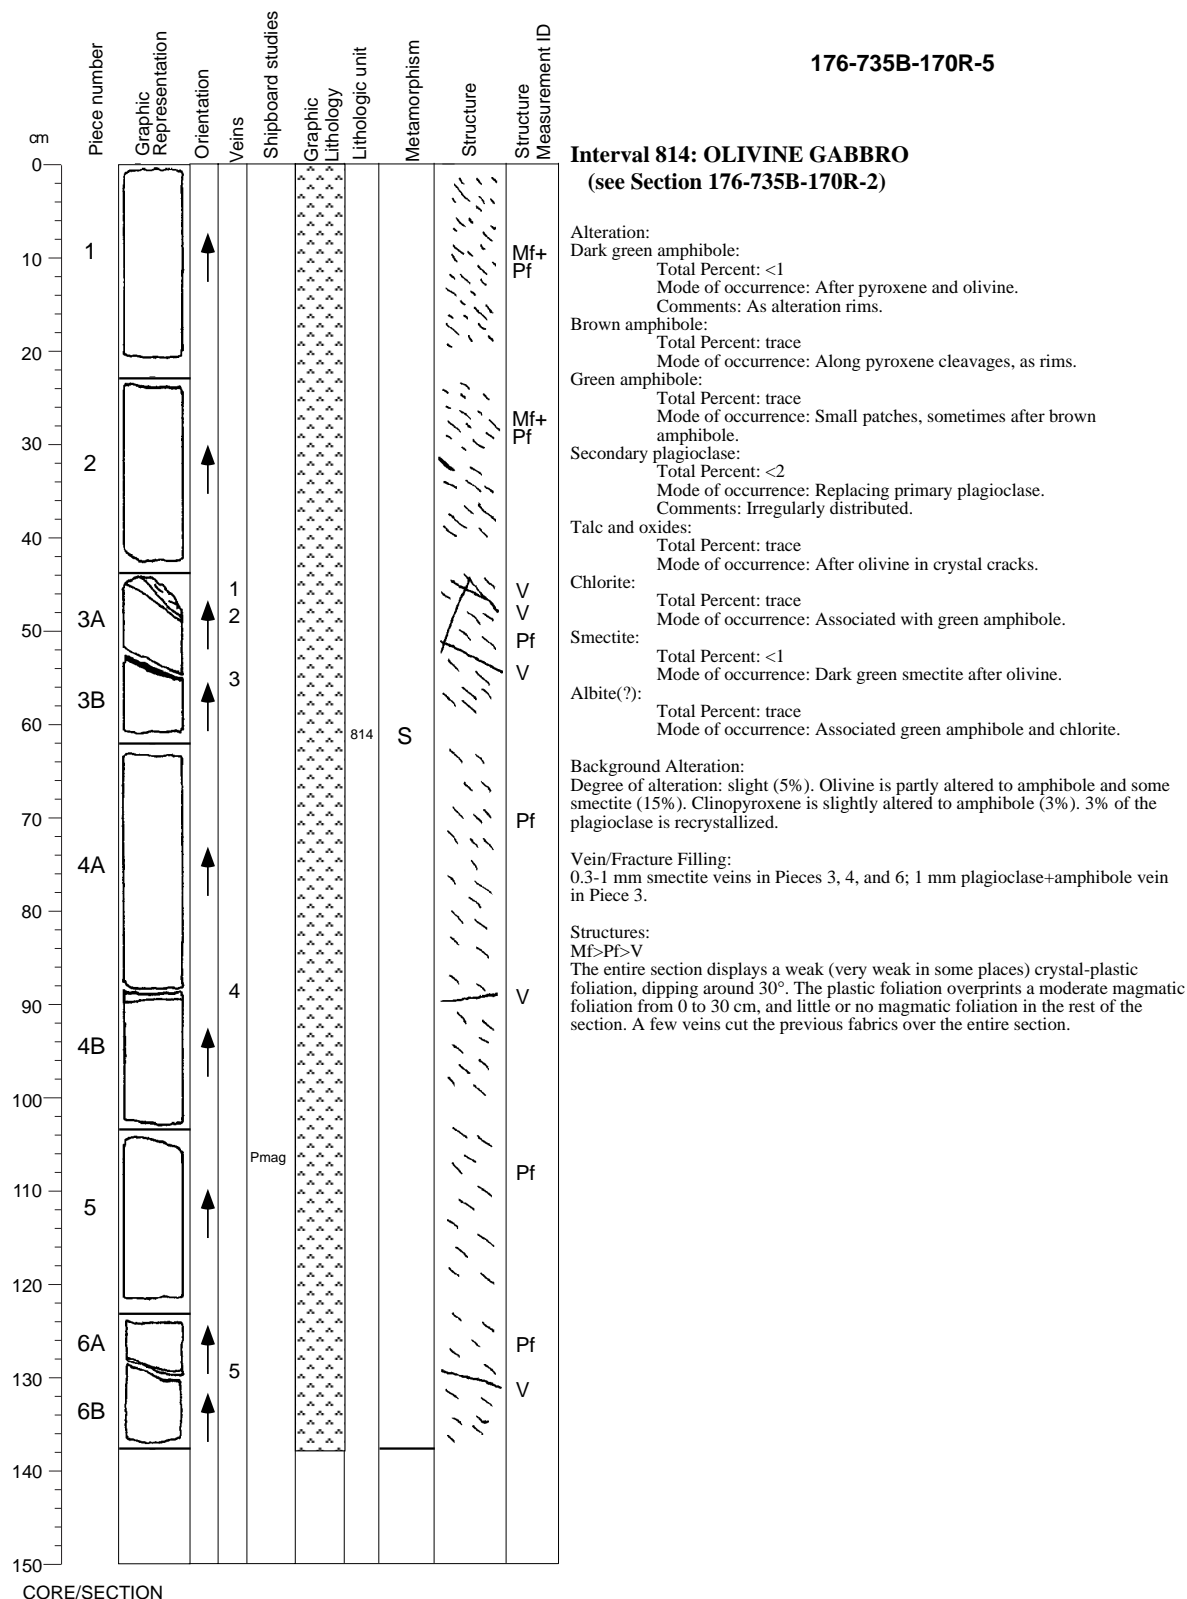 176-735B-170R-5
cm
Piece number
Graphic
Representation
Orientation
Veins
Shipboard studies
Graphic
Lithology
Lithologic unit
Metamorphism
Structure
Structure
Measurement ID
0
10
20
30
40
50
60
70
80
90
100
110
120
130
140
150
1
2
3A
3B
4A
4B
5
6A
6B
1
2
3
4
5
Pmag
814
S
Mf+
Pf
Mf+
Pf
V
V
Pf
V
Pf
V
Pf
Pf
V
CORE/SECTION
Interval 814: OLIVINE GABBRO
(see Section 176-735B-170R-2)
Alteration:
Dark green amphibole:
Total Percent: <1
Mode of occurrence: After pyroxene and olivine.
Comments: As alteration rims.
Brown amphibole:
Total Percent: trace
Mode of occurrence: Along pyroxene cleavages, as rims.
Green amphibole:
Total Percent: trace
Mode of occurrence: Small patches, sometimes after brown
amphibole.
Secondary plagioclase:
Total Percent: <2
Mode of occurrence: Replacing primary plagioclase.
Comments: Irregularly distributed.
Talc and oxides:
Total Percent: trace
Mode of occurrence: After olivine in crystal cracks.
Chlorite:
Total Percent: trace
Mode of occurrence: Associated with green amphibole.
Smectite:
Total Percent: <1
Mode of occurrence: Dark green smectite after olivine.
Albite(?):
Total Percent: trace
Mode of occurrence: Associated green amphibole and chlorite.
Background Alteration:
Degree of alteration: slight (5%). Olivine is partly altered to amphibole and some
smectite (15%). Clinopyroxene is slightly altered to amphibole (3%). 3% of the
plagioclase is recrystallized.
Vein/Fracture Filling:
0.3-1 mm smectite veins in Pieces 3, 4, and 6; 1 mm plagioclase+amphibole vein
in Piece 3.
Structures:
Mf>Pf>V
The entire section displays a weak (very weak in some places) crystal-plastic
foliation, dipping around 30°. The plastic foliation overprints a moderate magmatic
foliation from 0 to 30 cm, and little or no magmatic foliation in the rest of the
section. A few veins cut the previous fabrics over the entire section.